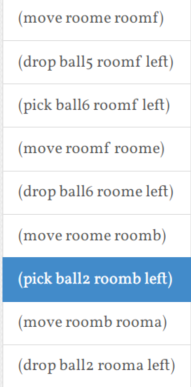 (move roome roomf)
(drop ball5 roomf left)
(pick ball6 roomf left)
(move roomf roome)
(drop ball6 roome left)
(move roome roomb)
(pick ball2 roomb left)
(move roomb rooma)
(drop ball2 rooma left)